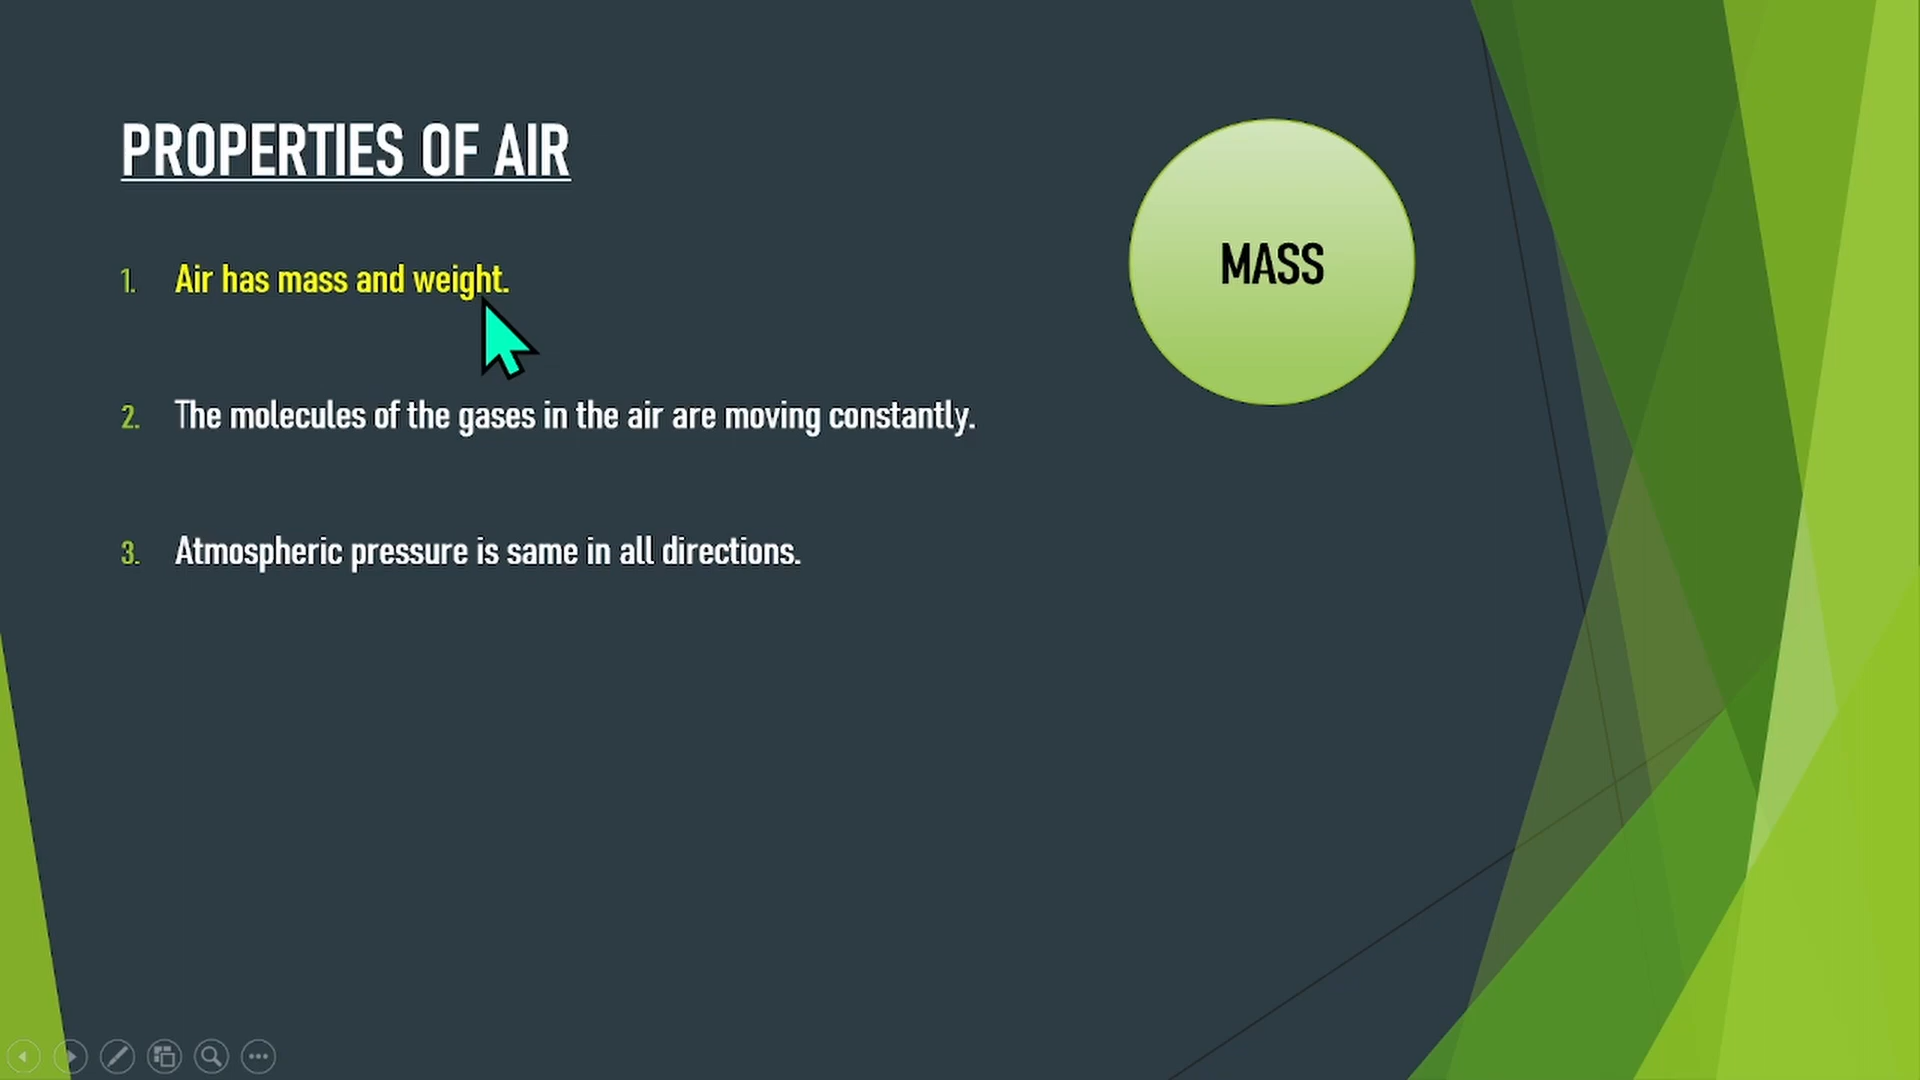 PROPERTIES OF AIR
1. Air has mass and weight.
2. The molecules of the gases in the air are moving constantly.
3. Atmospheric pressure is same in all directions.
MASS